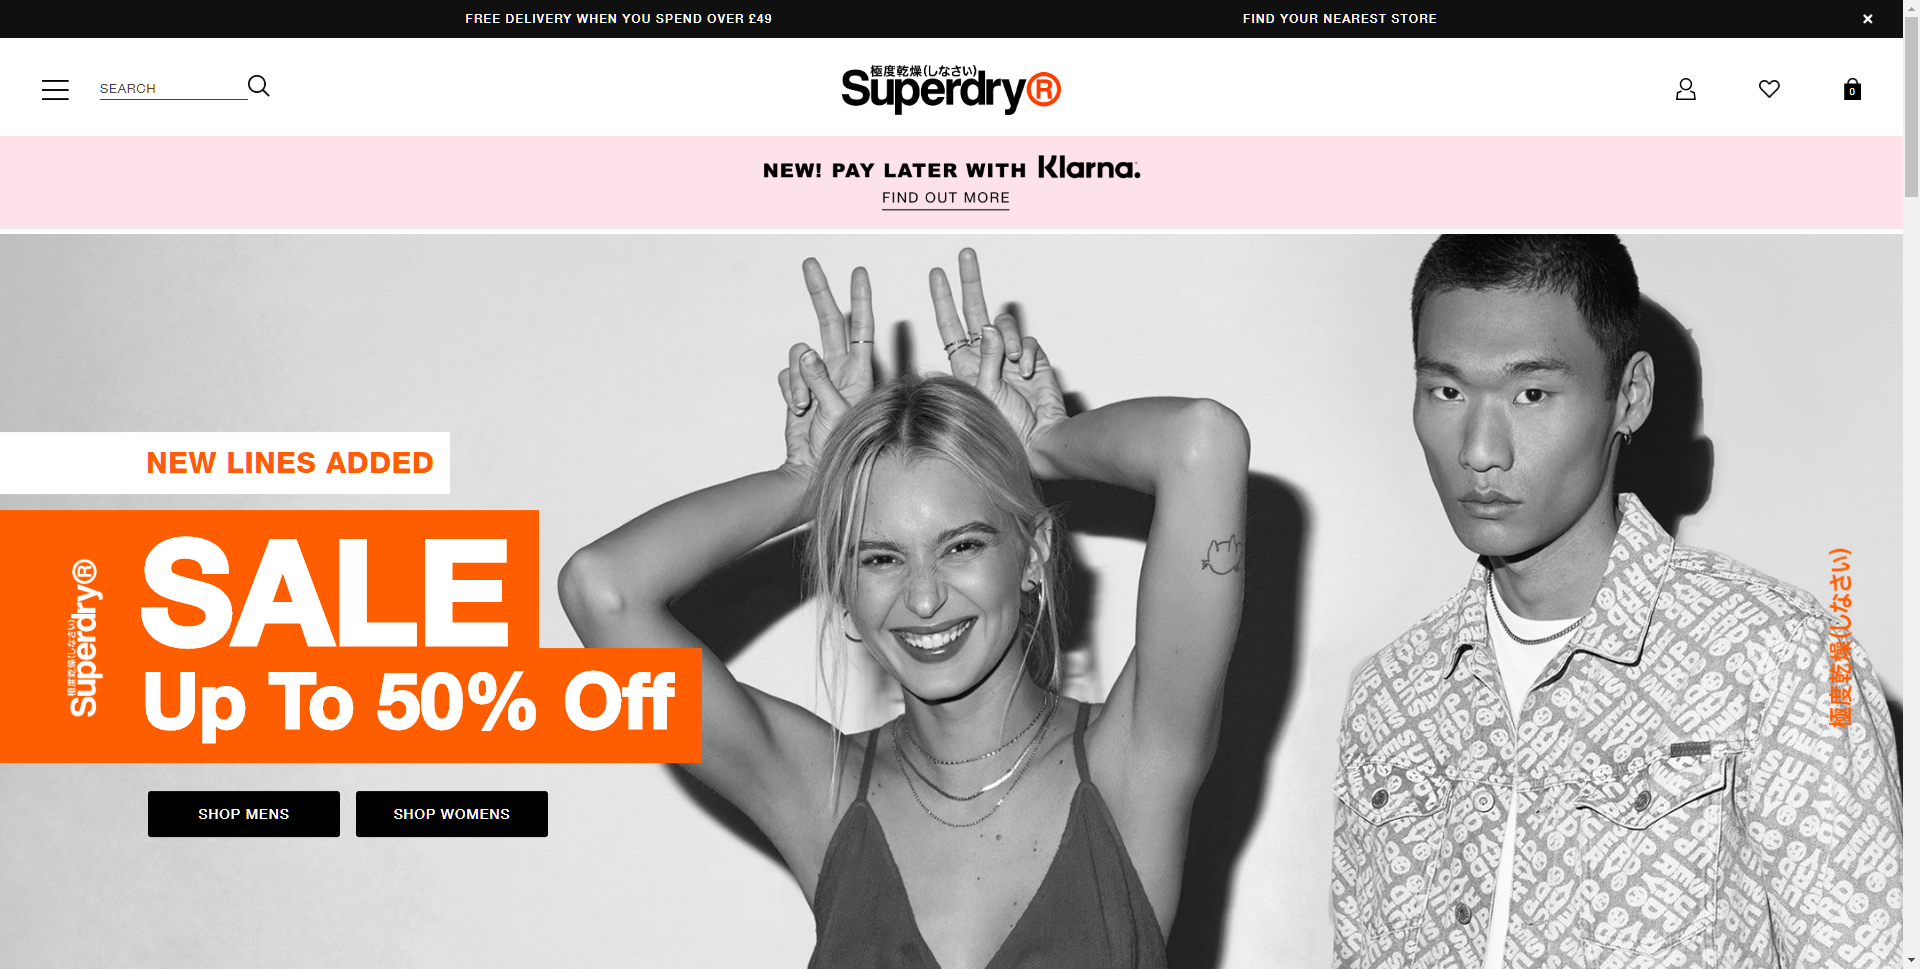 FREE DELIVERY WHEN YOU SPEND OVER £49
FIND YOUR NEAREST STORE
SEARCH
極度乾燥(しなさい)
Superdry®
0
NEW! PAY LATER WITH Klarna.
FIND OUT MORE
NEW LINES ADDED
極度乾燥(しなさい)
Superdry®
SALE
Up To 50% Off
SHOP MENS
SHOP WOMENS
極度乾燥(しなさい)